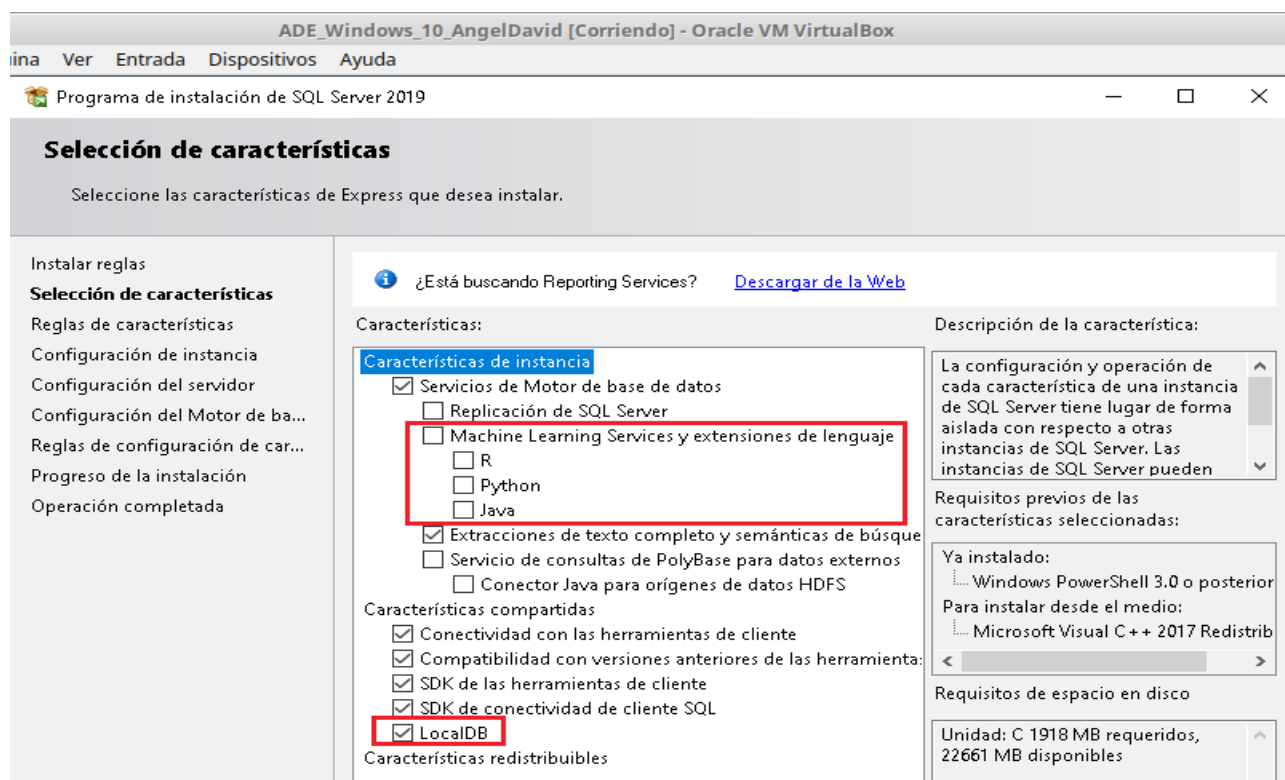 ADE_Windows_10_AngelDavid [Corriendo] - Oracle VM VirtualBox
ina Ver Entrada Dispositivos Ayuda
Programa de instalación de SQL Server 2019
Selección de características
Seleccione las características de Express que desea instalar.
Instalar reglas
Selección de características
Reglas de características
Configuración de instancia
Configuración del servidor
Configuración del Motor de ba...
Reglas de configuración de car...
Progreso de la instalación
Operación completada
¿Está buscando Reporting Services? Descargar de la Web
Características:
Características de instancia
Servicios de Motor de base de datos
Replicación de SQL Server
Machine Learning Services y extensiones de lenguaje
R
Python
Java
Extracciones de texto completo y semánticas de búsque
Servicio de consultas de PolyBase para datos externos
Conector Java para orígenes de datos HDFS
Características compartidas
Conectividad con las herramientas de cliente
Compatibilidad con versiones anteriores de las herramienta:
SDK de las herramientas de cliente
SDK de conectividad de cliente SQL
LocalDB
Características redistribuibles
Descripción de la característica:
La configuración y operación de
cada característica de una instancia
de SQL Server tiene lugar de forma
aislada con respecto a otras
instancias de SQL Server. Las
instancias de SQL Server pueden
Requisitos previos de las
características seleccionadas:
Ya instalado:
Windows PowerShell 3.0 o posterior
Para instalar desde el medio:
Microsoft Visual C++ 2017 Redistrib
Requisitos de espacio en disco
Unidad: C 1918 MB requeridos,
22661 MB disponibles